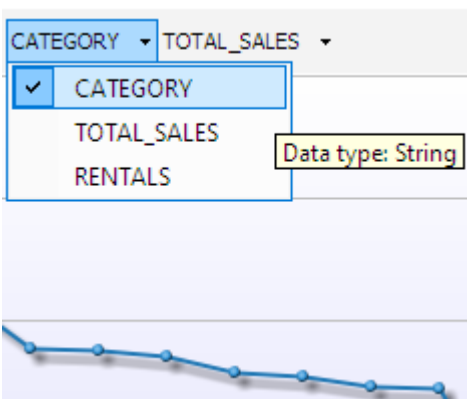 CATEGORY TOTAL_SALES
CATEGORY
TOTAL_SALES
Data type: String
RENTALS